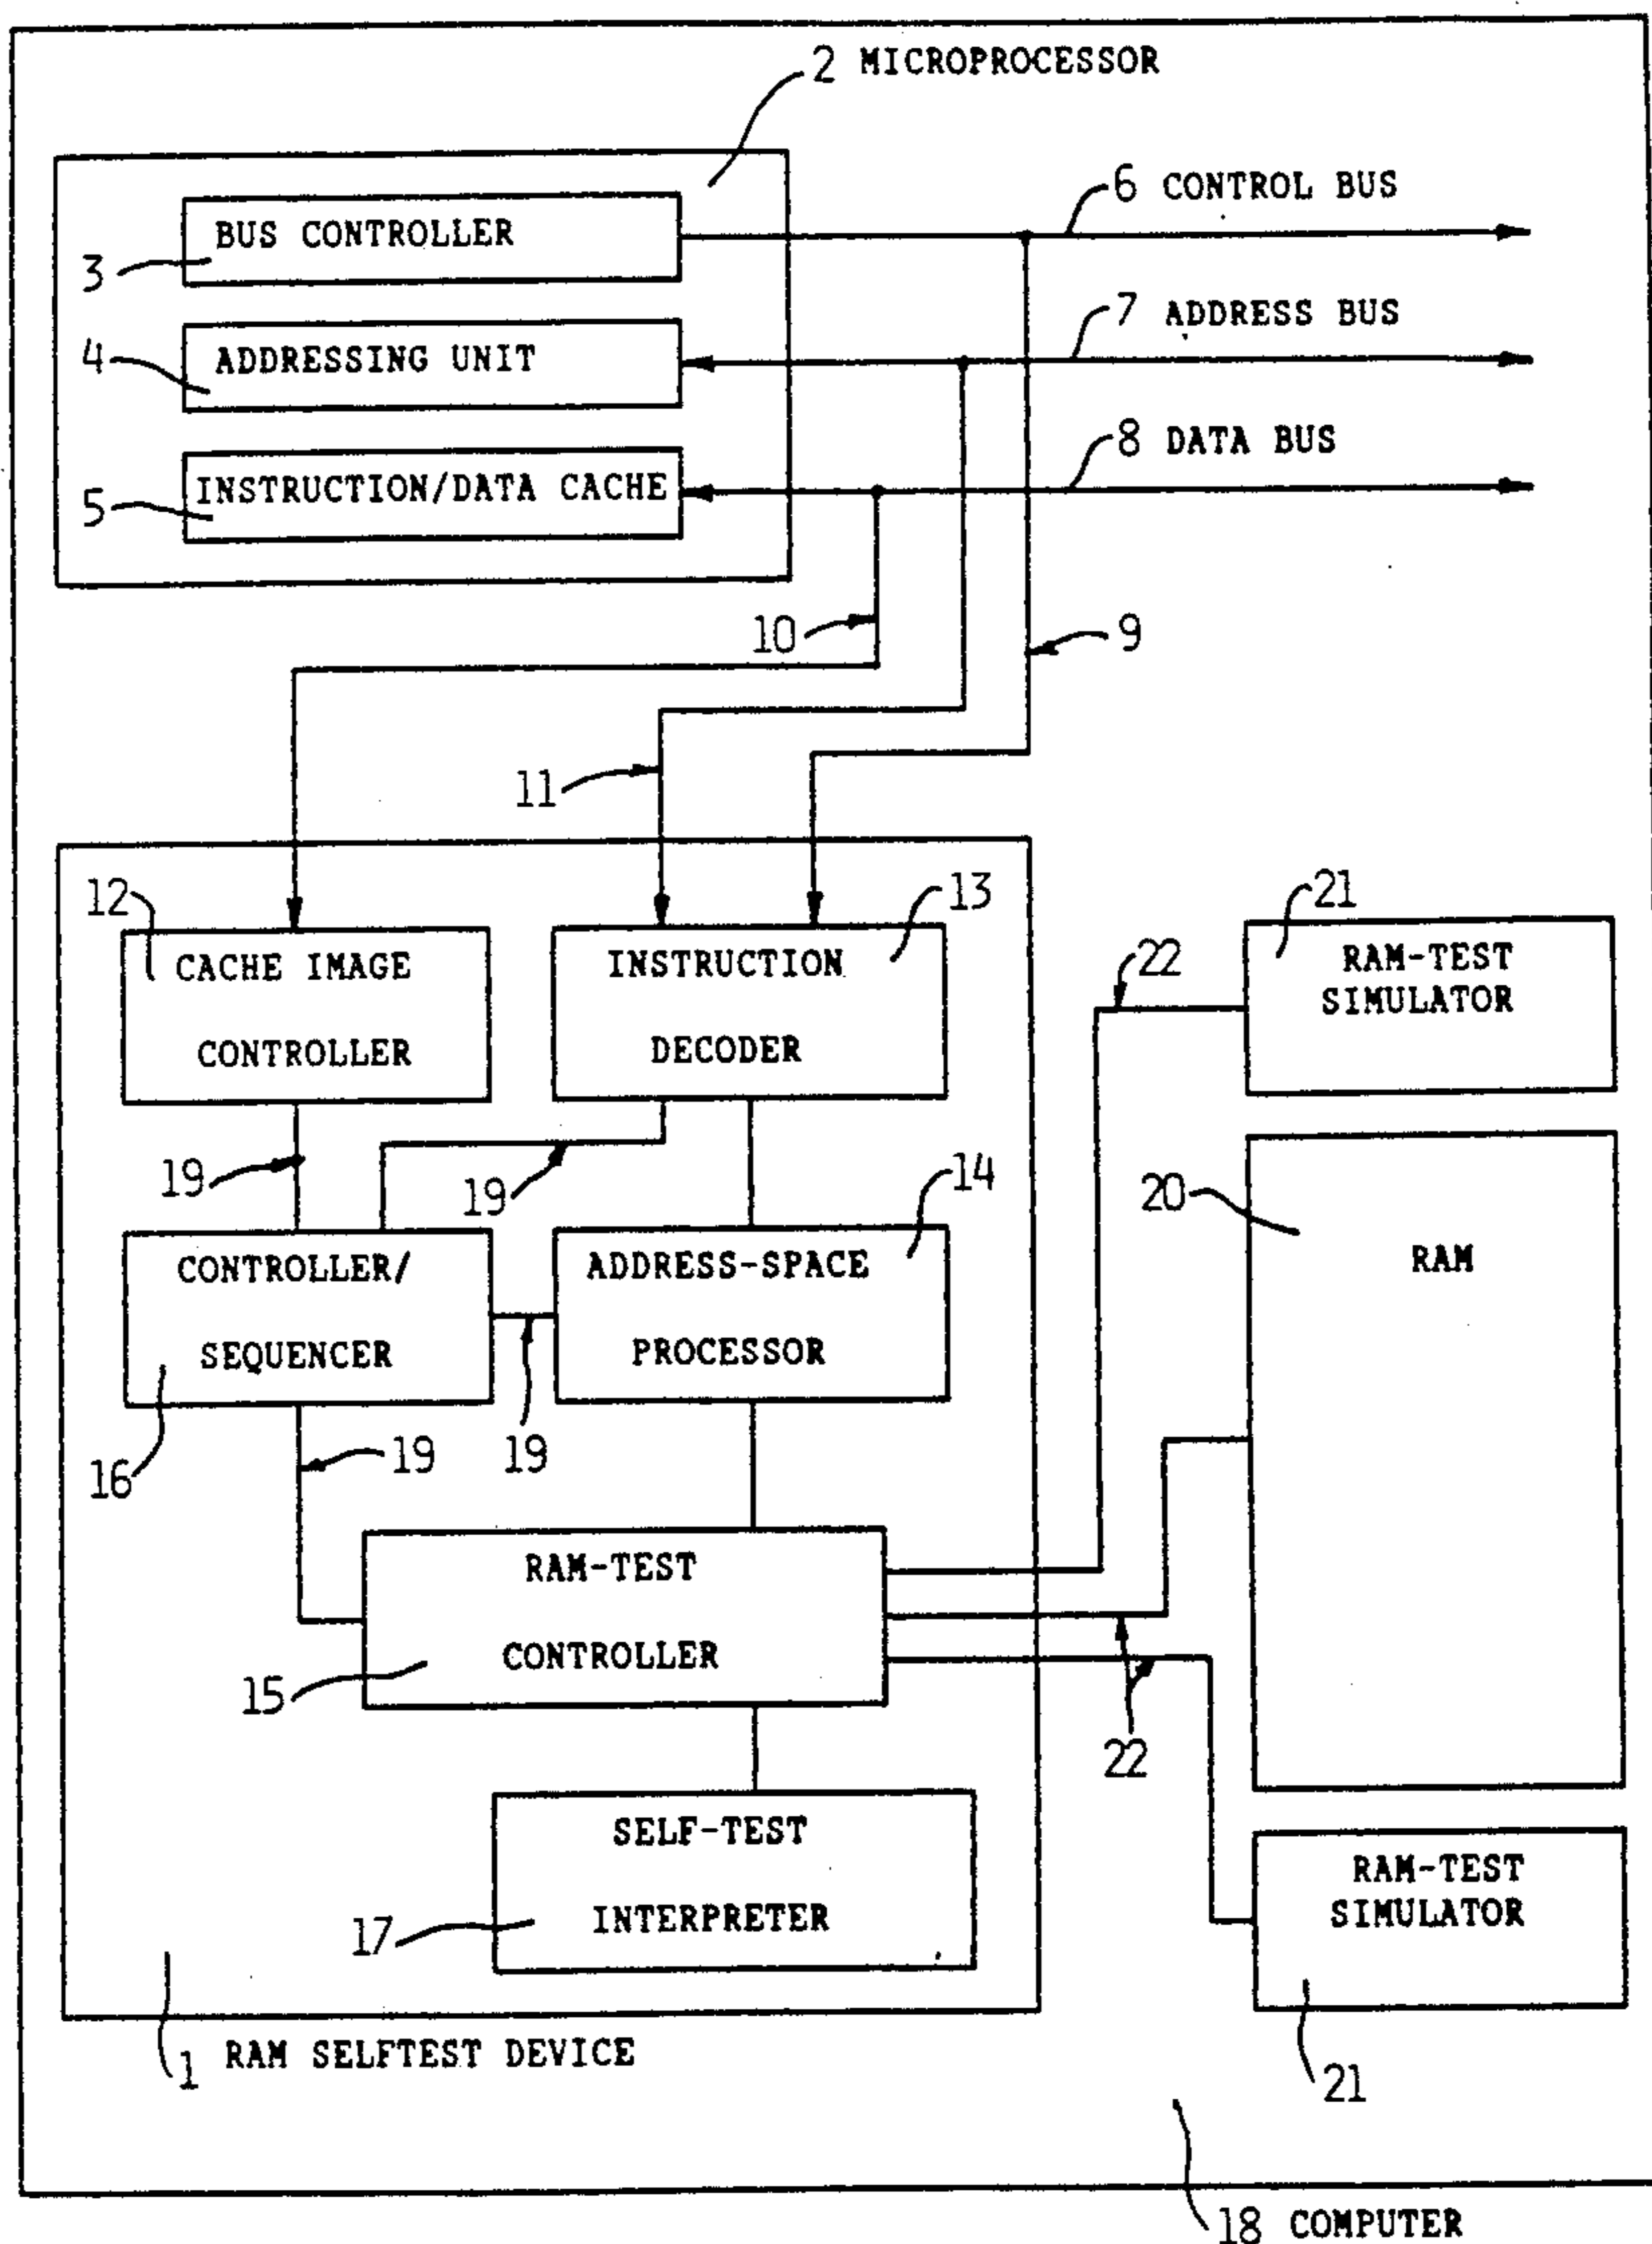 2 MICROPROCESSOR
BUS CONTROLLER
3
6 CONTROL BUS
ADDRESSING UNIT
4
7 ADDRESS BUS
INSTRUCTION/DATA CACHE
5
8 DATA BUS
10
9
11
12
CACHE IMAGE
CONTROLLER
13
INSTRUCTION
DECODER
21
RAM-TEST
SIMULATOR
22
19
19
14
20
RAM
CONTROLLER/
SEQUENCER
16
ADDRESS-SPACE
PROCESSOR
19
19
RAM-TEST
CONTROLLER
15
22
SELF-TEST
INTERPRETER
17
RAM-TEST
SIMULATOR
21
1 RAM SELFTEST DEVICE
18 COMPUTER